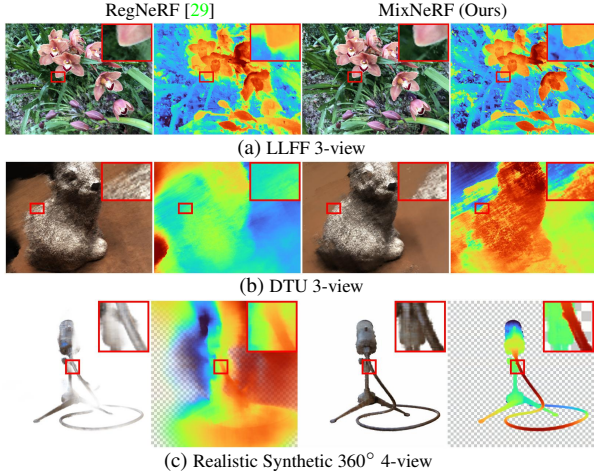 RegNeRF [29] MixNeRF (Ours)
(a) LLFF 3-view
(b) DTU 3-view
(c) Realistic Synthetic 360° 4-view